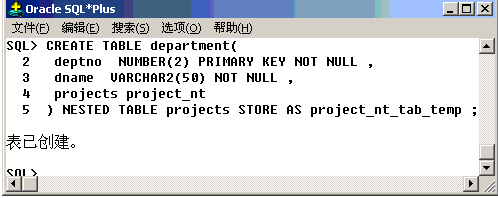 Oracle SQL*Plus
文件(F) 编辑(E) 搜索(S) 选项(O) 帮助(H)
SQL> CREATE TABLE department(
2 deptno NUMBER(2) PRIMARY KEY NOT NULL ,
3 dname VARCHAR2(50) NOT NULL ,
4 projects project_nt
5 ) NESTED TABLE projects STORE AS project_nt_tab_temp ;
表已创建。
SQL>